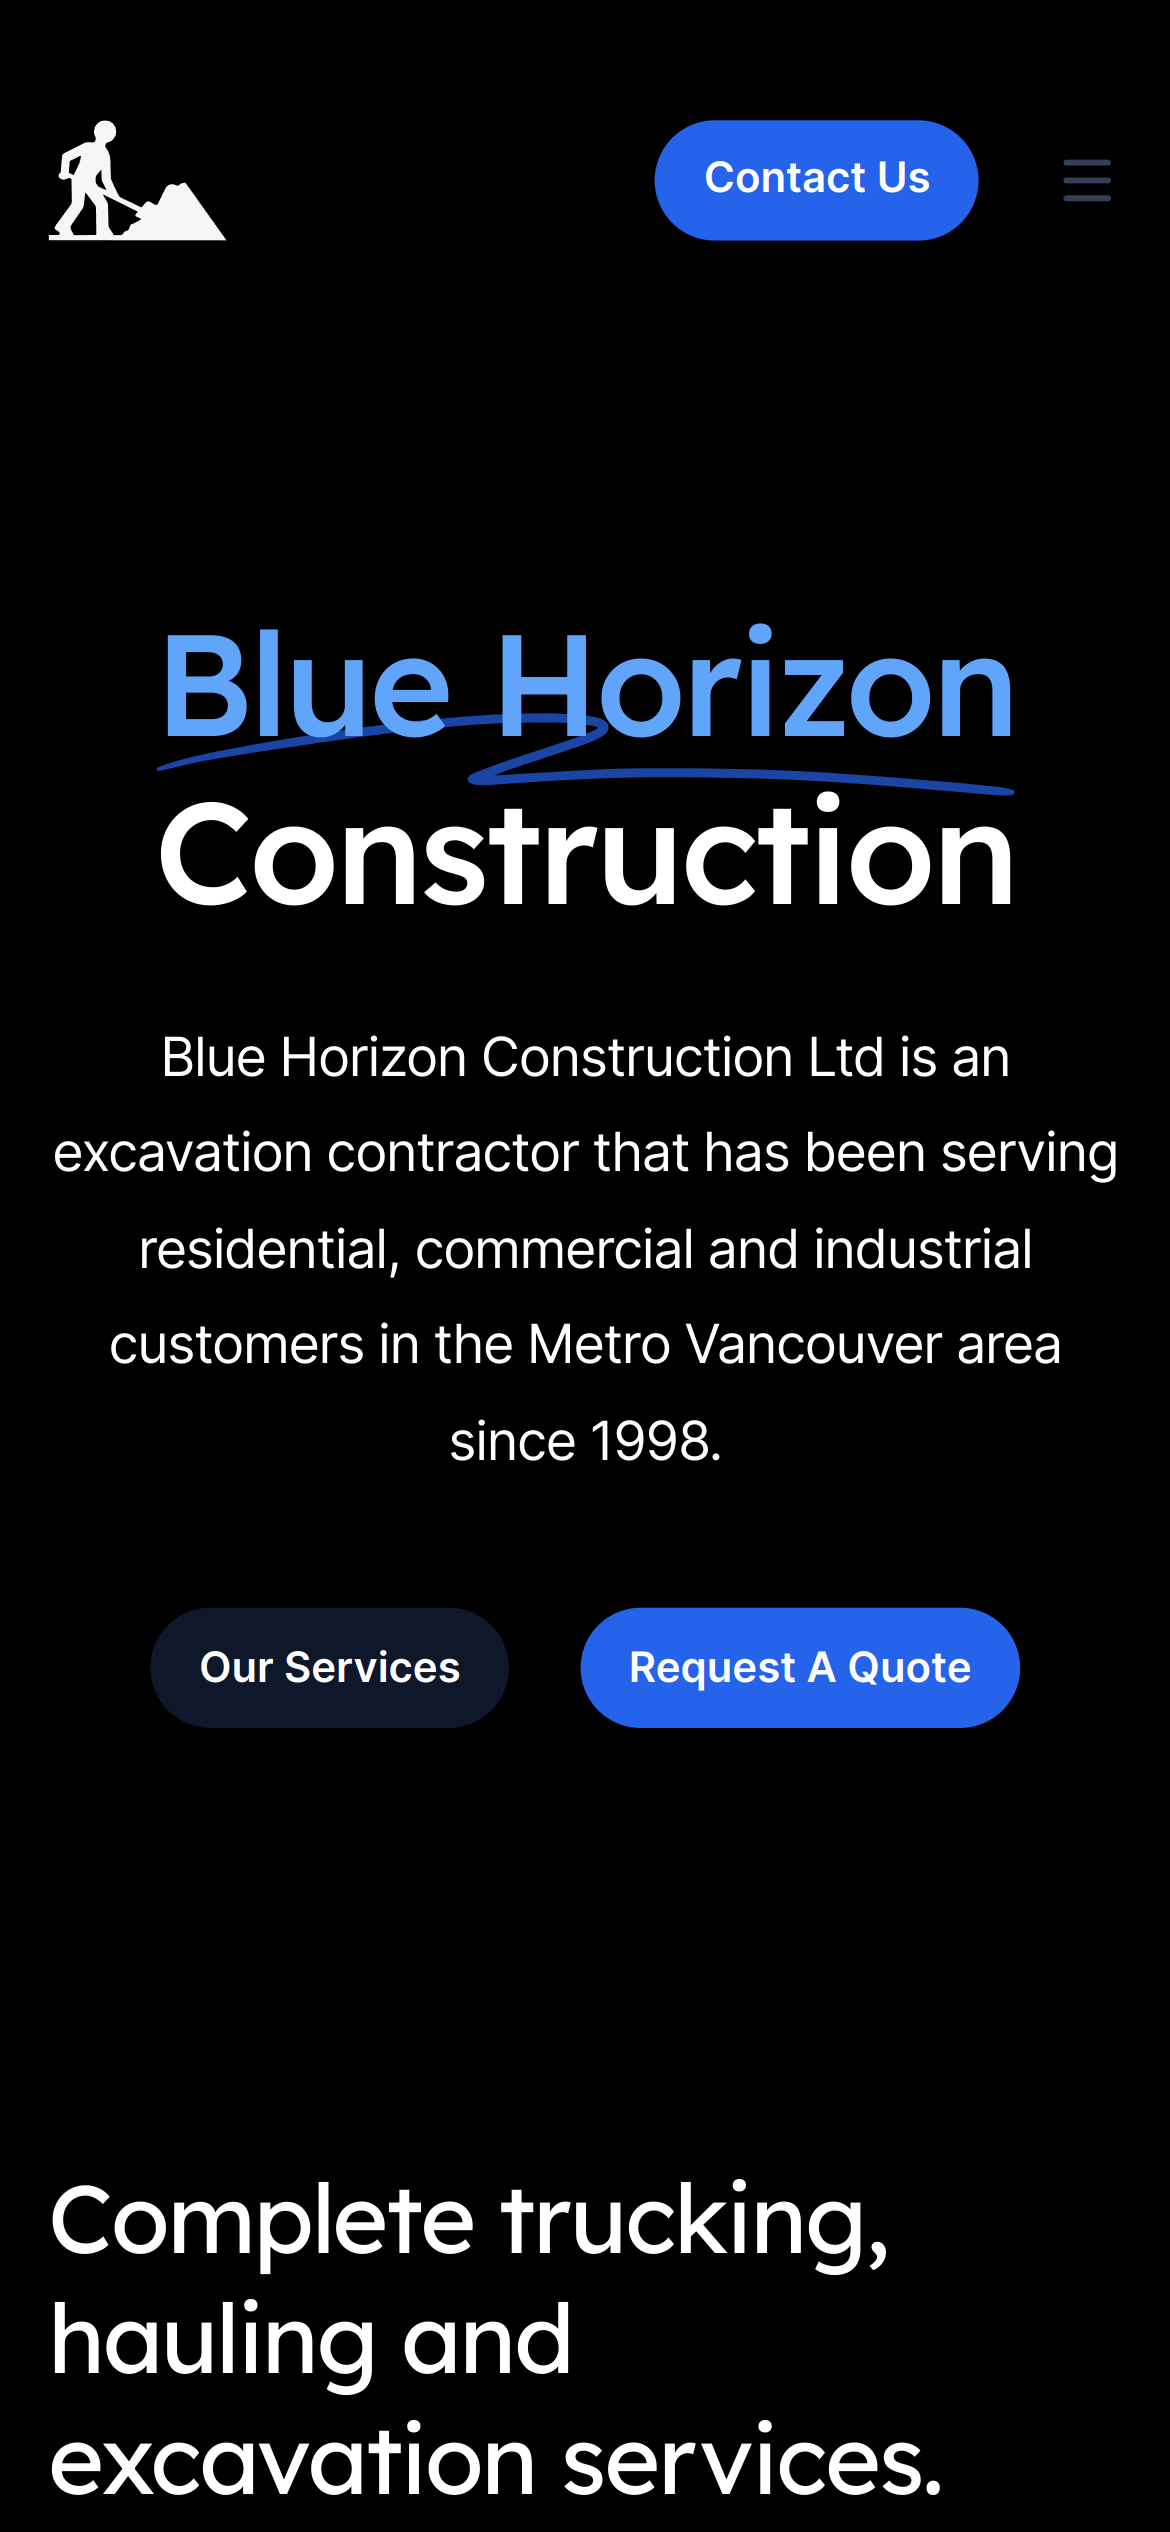 Contact Us
Blue Horizon
Construction
Blue Horizon Construction Ltd is an
excavation contractor that has been serving
residential, commercial and industrial
customers in the Metro Vancouver area
since 1998.
Our Services
Request A Quote
Complete trucking,
hauling and
excavation services.